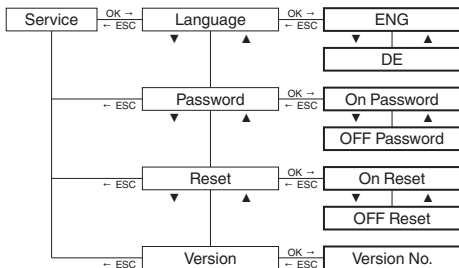 Service OK → ← ESC Language OK → ← ESC ENG
▼ ▲ ▼ ▲
DE
← ESC Password OK → ← ESC On Password
▼ ▲ ▼ ▲
OFF Password
← ESC Reset OK → ← ESC On Reset
▼ ▲ ▼ ▲
OFF Reset
← ESC Version OK → ← ESC Version No.